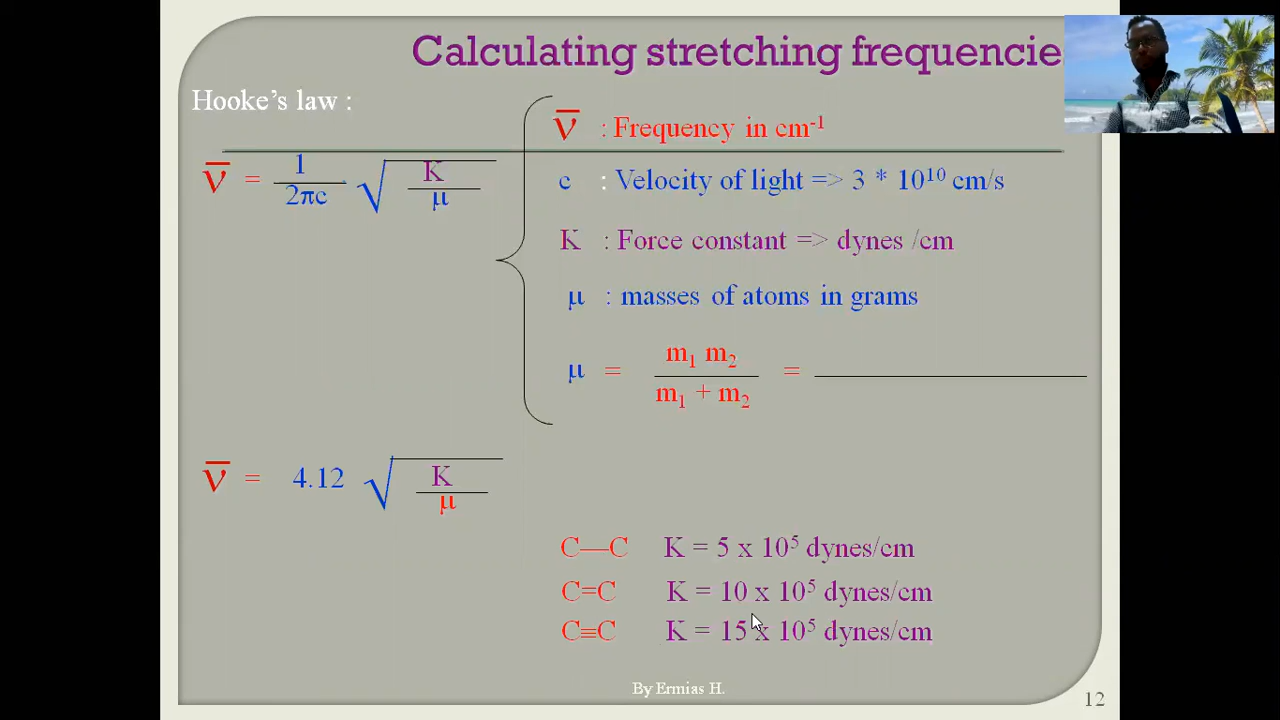 Calculating stretching frequencie
Hooke’s law :
ν̅ = 1 / 2πc √ K / μ
ν̅ : Frequency in cm⁻¹
c : Velocity of light => 3 * 10¹⁰ cm/s
K : Force constant => dynes /cm
μ : masses of atoms in grams
μ = m₁ m₂ / m₁ + m₂ =
ν̅ = 4.12 √ K / μ
C—C K = 5 x 10⁵ dynes/cm
C=C K = 10 x 10⁵ dynes/cm
C≡C K = 15 x 10⁵ dynes/cm
By Ermias H.
12